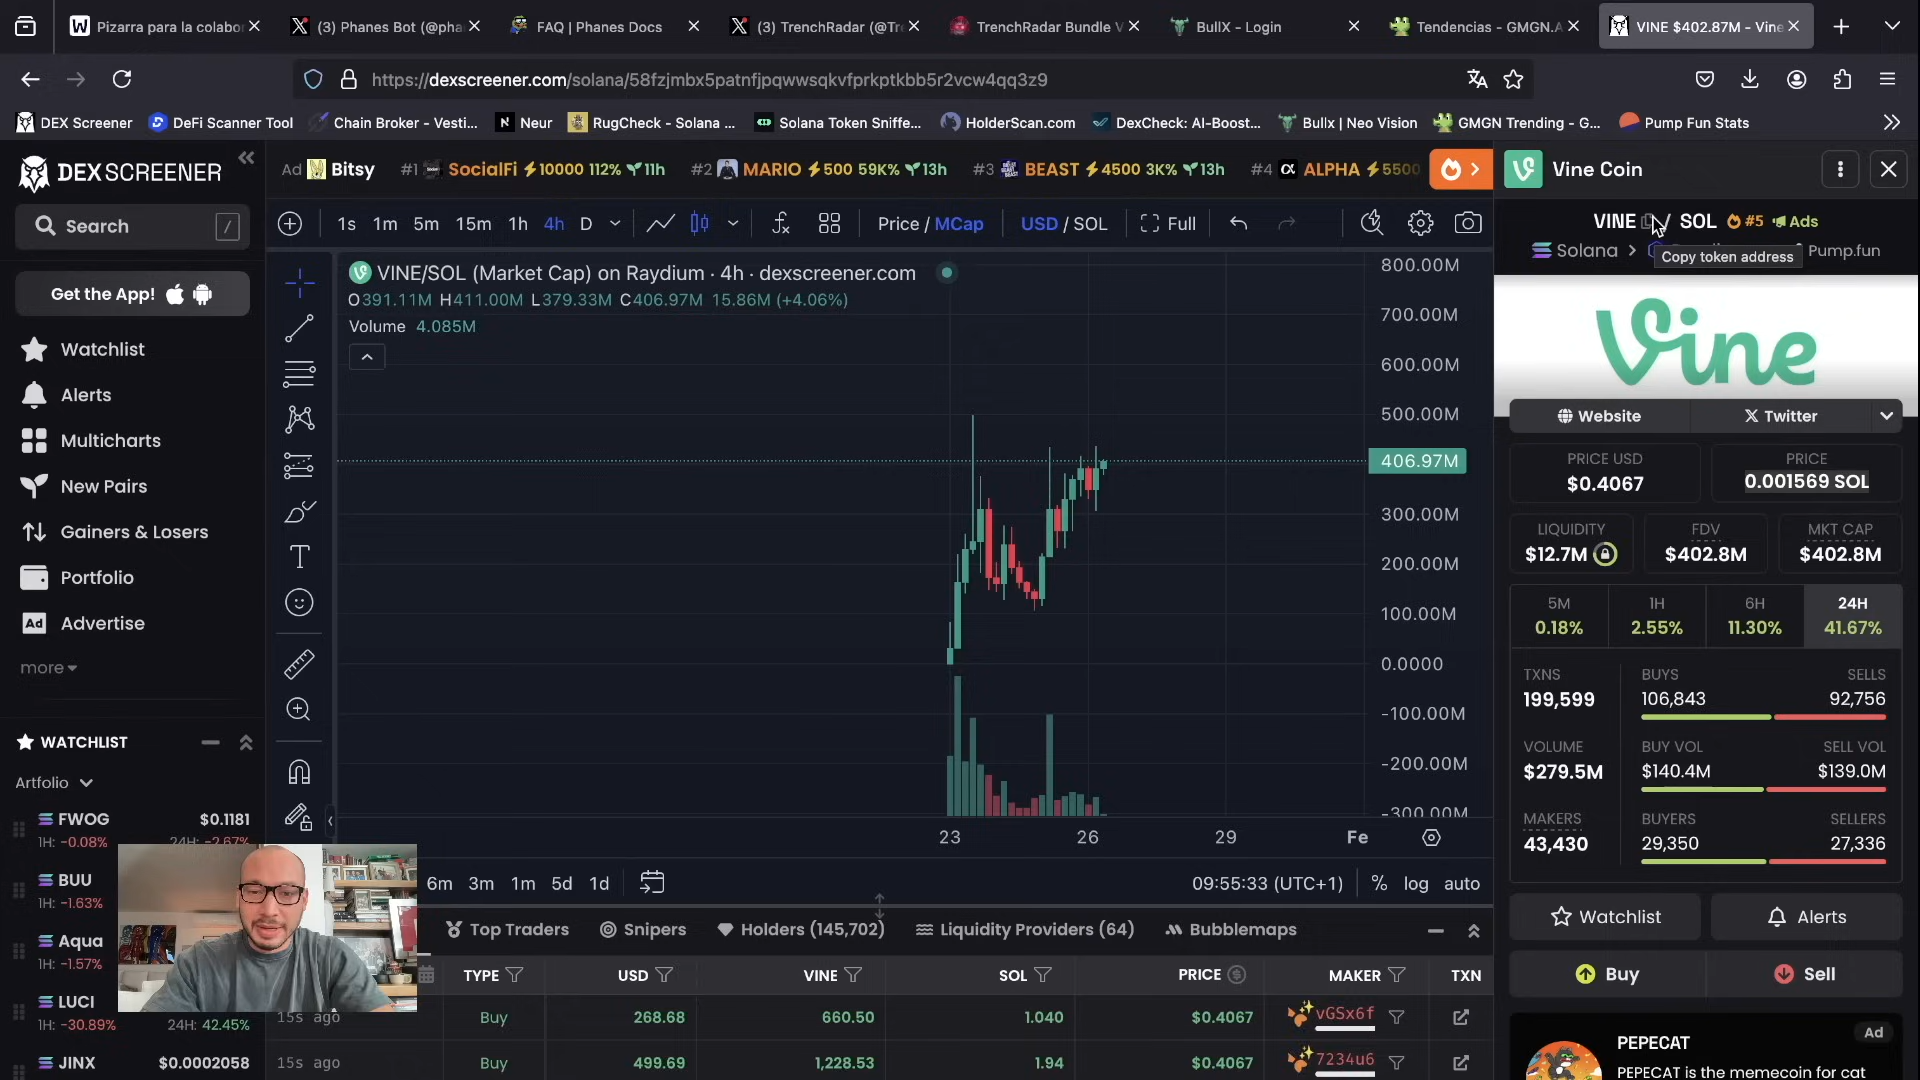 Pizarra para la colabor
(3) Phanes Bot (@pha
FAQ | Phanes Docs
(3) TrenchRadar (@Tr
TrenchRadar Bundle V
BullX - Login
Tendencias - GMGN.A
VINE $402.87M - Vine
https://dexscreener.com/solana/58fzjmbx5patnfjpqwwsqkvfprkptkbb5r2vcw4qq3z9
DEX Screener
DeFi Scanner Tool
Chain Broker - Vesti...
Neur
RugCheck - Solana ...
Solana Token Sniffe...
HolderScan.com
DexCheck: AI-Boost...
Bullx | Neo Vision
GMGN Trending - G...
Pump Fun Stats
DEX SCREENER
Ad Bitsy #1 SocialFi 10000 112% 11h #2 MARIO 500 59K% 13h #3 BEAST 4500 3K% 13h #4 ALPHA 5500
Vine Coin
Search /
1s 1m 5m 15m 1h 4h D Price / MCap USD / SOL Full
VINE / SOL #5 Ads
Solana >
Copy token address
Pump.fun
Get the App!
Watchlist
Alerts
Multicharts
New Pairs
Gainers & Losers
Portfolio
Ad Advertise
more
VINE/SOL (Market Cap) on Raydium · 4h · dexscreener.com
O391.11M H411.00M L379.33M C406.97M 15.86M (+4.06%)
Volume 4.085M
800.00M
700.00M
600.00M
500.00M
406.97M
300.00M
200.00M
100.00M
0.0000
-100.00M
-200.00M
-300.00M
23 26 29 Fe
Vine
Website
Twitter
PRICE USD
$0.4067
PRICE
0.001569 SOL
LIQUIDITY
$12.7M
FDV
$402.8M
MKT CAP
$402.8M
5M
0.18%
1H
2.55%
6H
11.30%
24H
41.67%
TXNS
199,599
BUYS
106,843
SELLS
92,756
VOLUME
$279.5M
BUY VOL
$140.4M
SELL VOL
$139.0M
MAKERS
43,430
BUYERS
29,350
SELLERS
27,336
Watchlist
Alerts
Buy
Sell
Ad
PEPECAT
PEPECAT is the memecoin for cat
WATCHLIST
Artfolio
FWOG $0.1181
1H: -0.08% 24H: -2.67%
BUU
1H: -1.63%
Aqua
1H: -1.57%
LUCI
1H: -30.89% 24H: 42.45%
JINX $0.0002058
6m 3m 1m 5d 1d
09:55:33 (UTC+1) % log auto
Top Traders
Snipers
Holders (145,702)
Liquidity Providers (64)
Bubblemaps
TYPE USD VINE SOL PRICE MAKER TXN
15s ago Buy 268.68 660.50 1.040 $0.4067 vGSx6f
15s ago Buy 499.69 1,228.53 1.94 $0.4067 7234u6